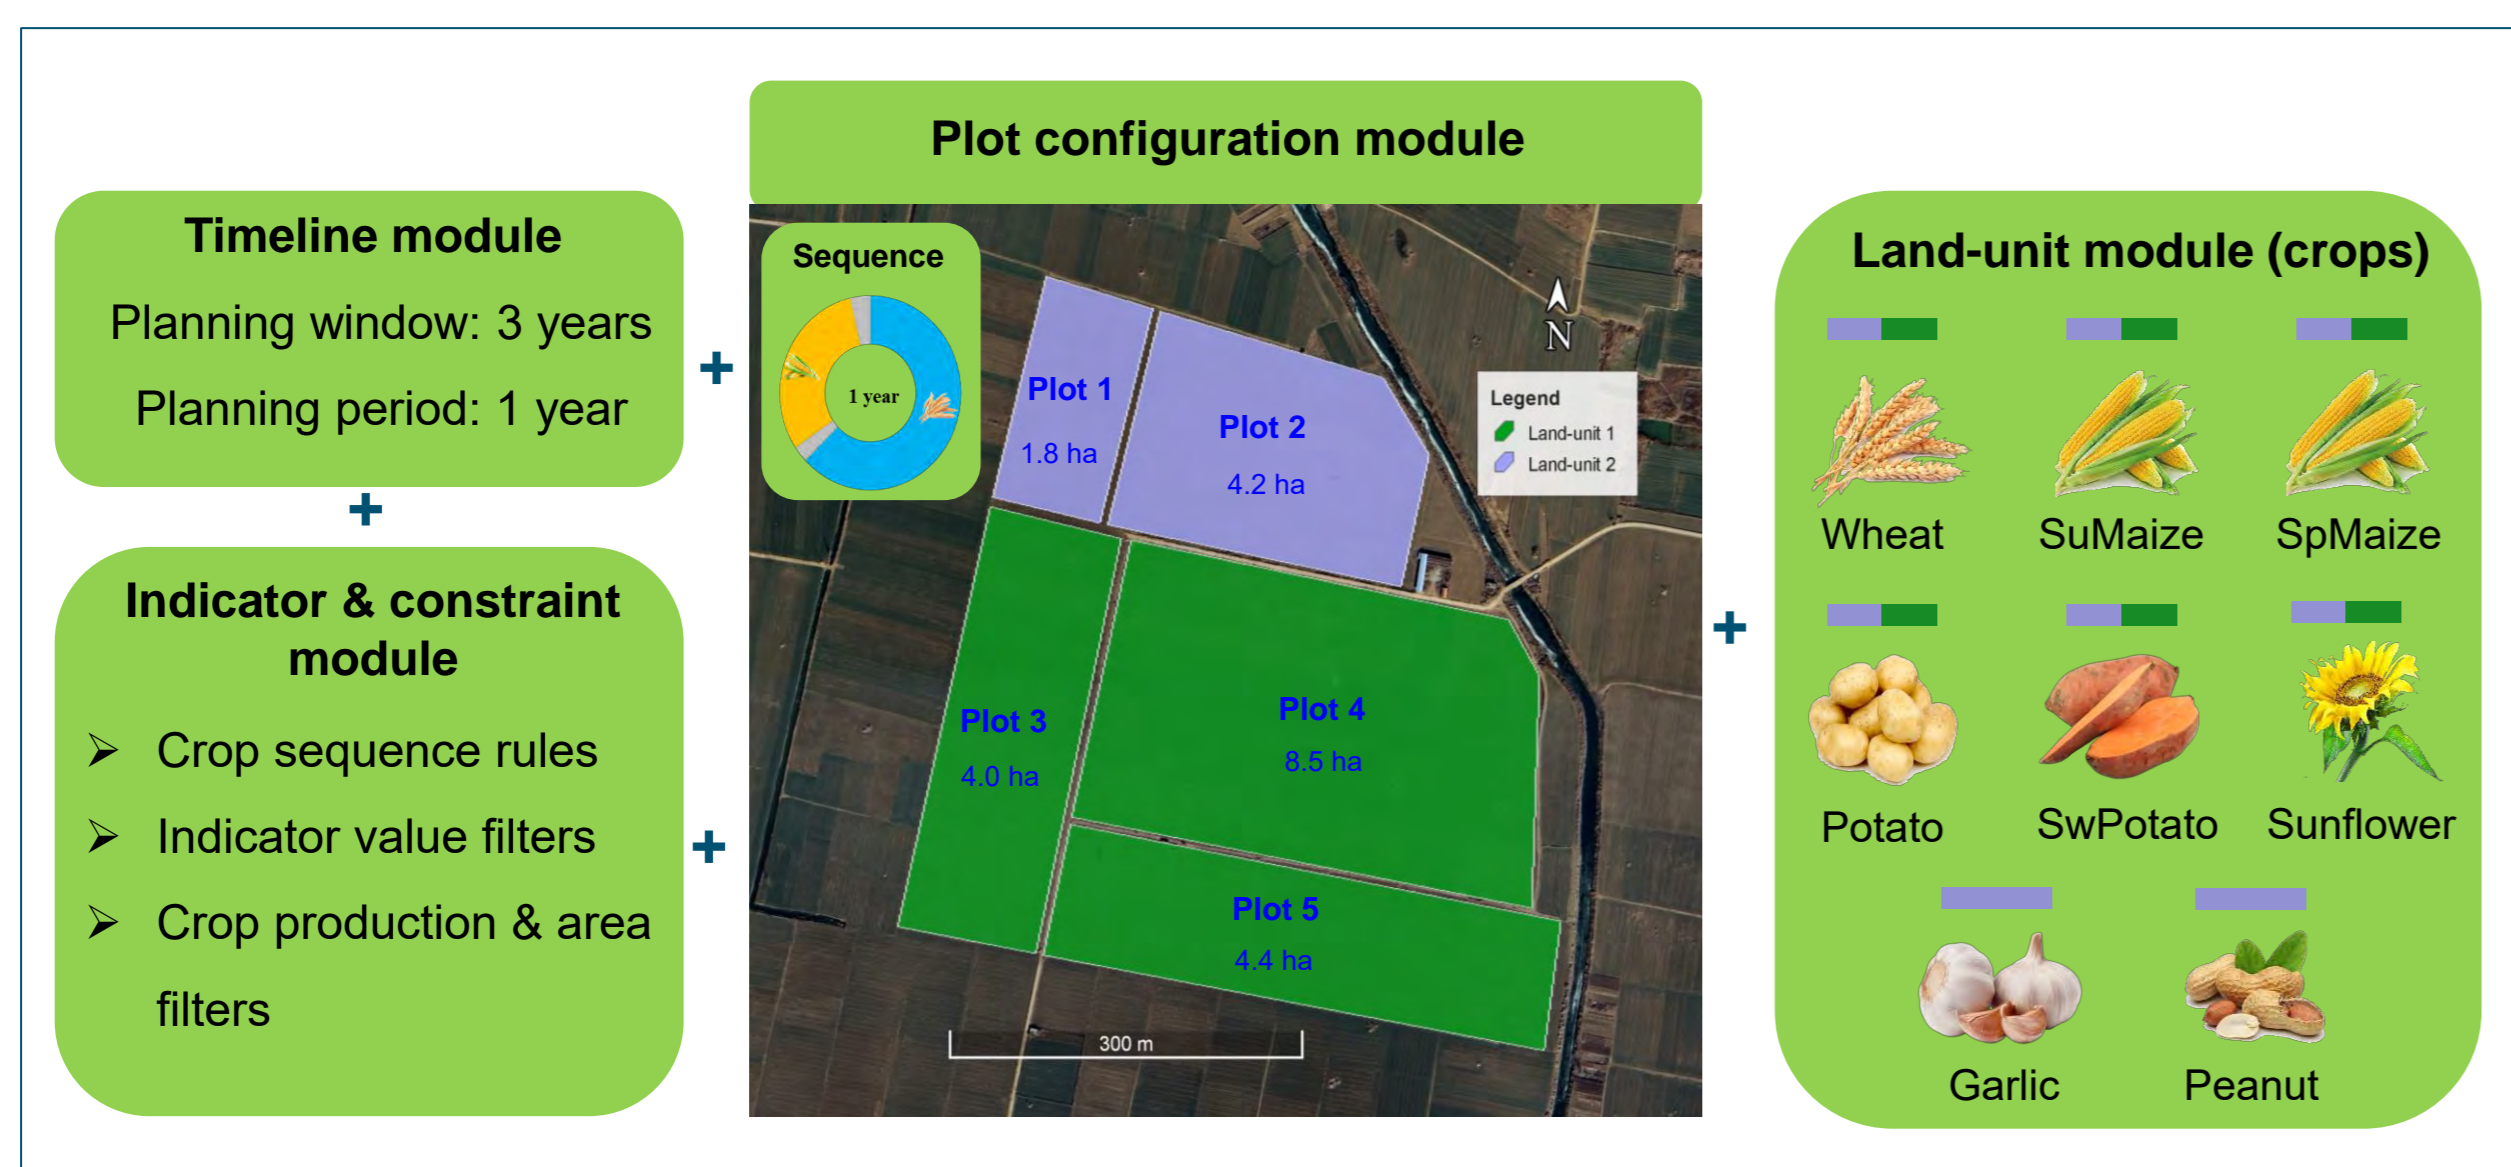 Plot configuration module
Timeline module
Planning window: 3 years
Planning period: 1 year
+
Indicator & constraint
module
➢ Crop sequence rules
➢ Indicator value filters
➢ Crop production & area
filters
+
+
Sequence
1 year
N
Legend
Land-unit 1
Land-unit 2
Plot 1
1.8 ha
Plot 2
4.2 ha
Plot 3
4.0 ha
Plot 4
8.5 ha
Plot 5
4.4 ha
300 m
+
Land-unit module (crops)
Wheat
SuMaize
SpMaize
Potato
SwPotato
Sunflower
Garlic
Peanut